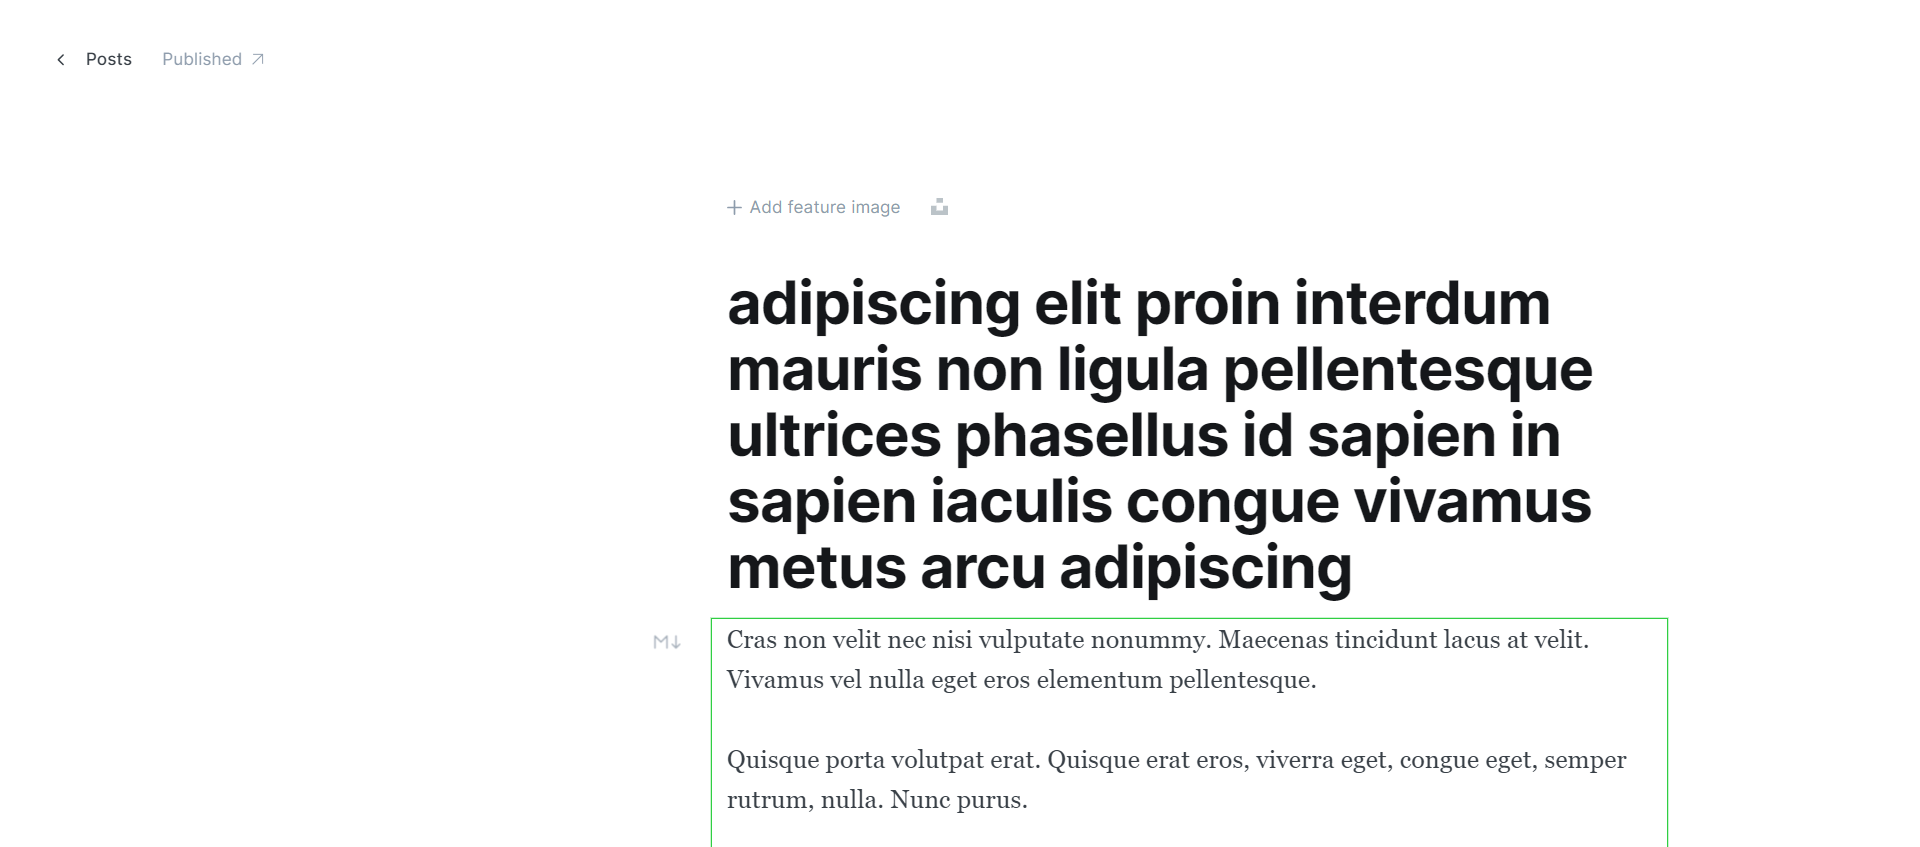 Posts Published
Add feature image
adipiscing elit proin interdum
mauris non ligula pellentesque
ultrices phasellus id sapien in
sapien iaculis congue vivamus
metus arcu adipiscing
M↓
Cras non velit nec nisi vulputate nonummy. Maecenas tincidunt lacus at velit.
Vivamus vel nulla eget eros elementum pellentesque.
Quisque porta volutpat erat. Quisque erat eros, viverra eget, congue eget, semper
rutrum, nulla. Nunc purus.